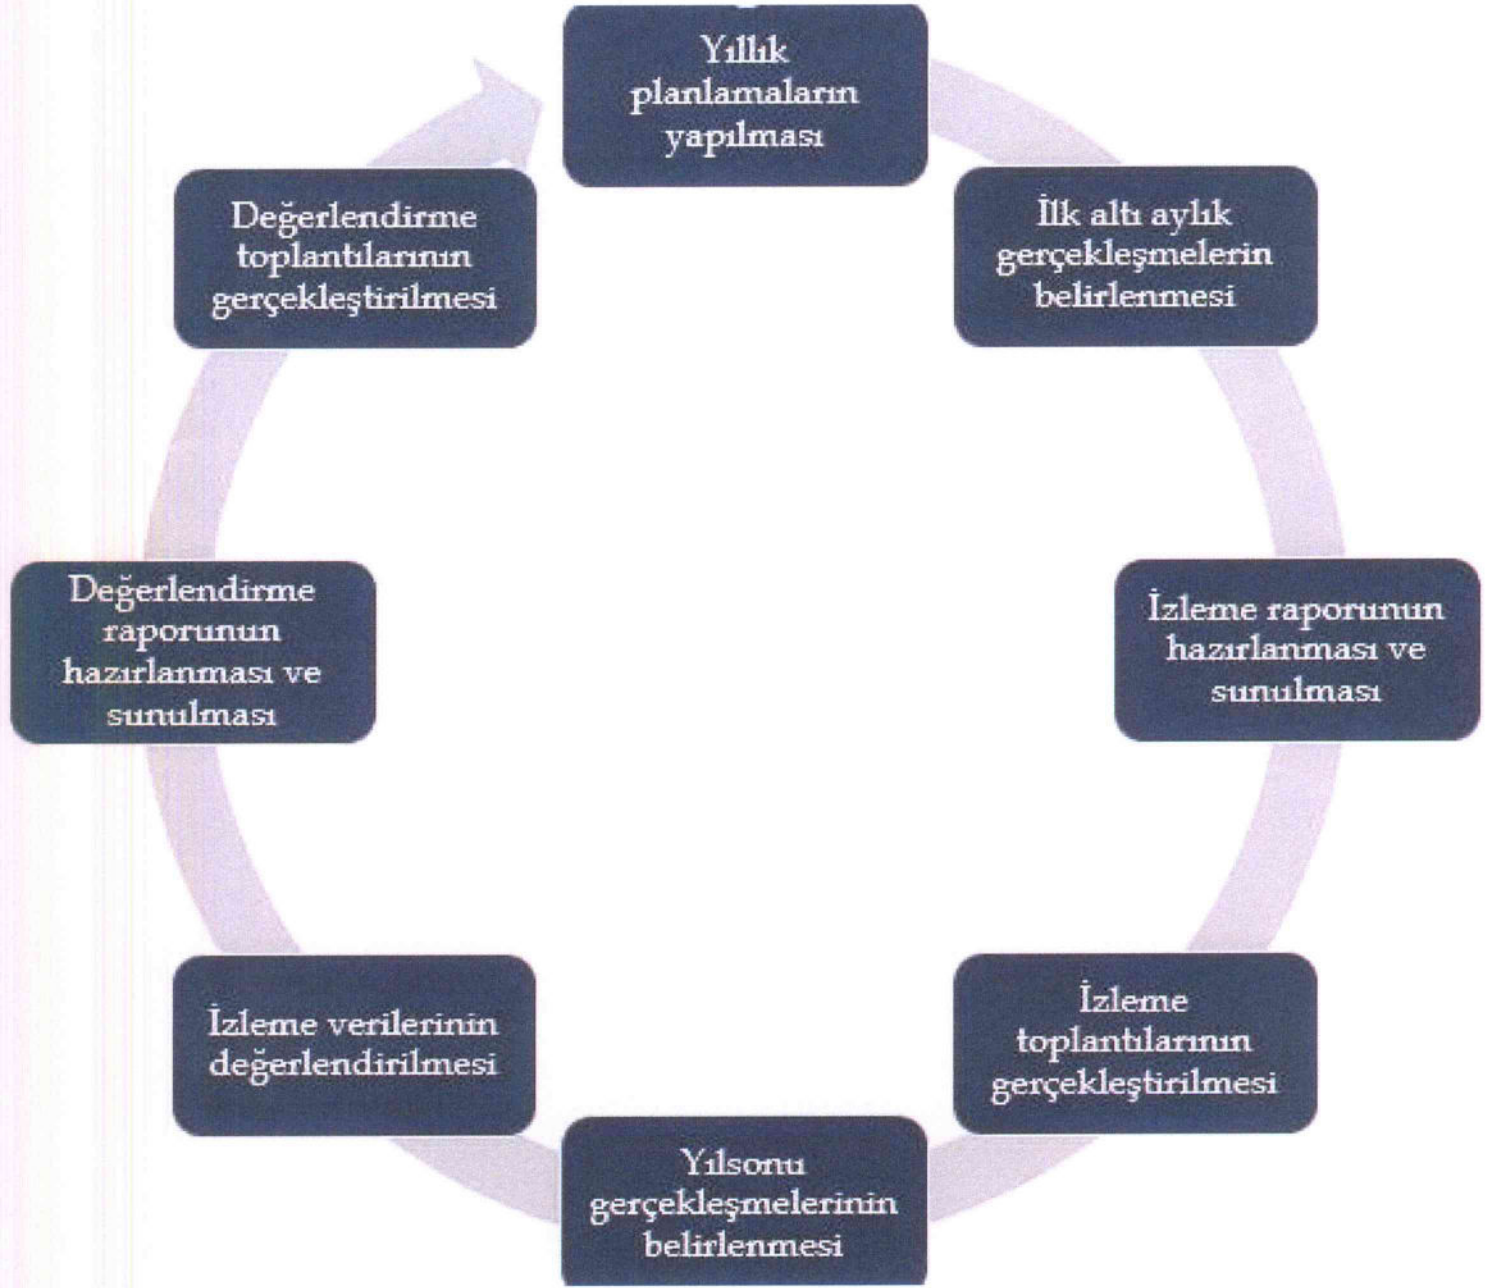 Yıllık
planlamaların
yapılması
İlk altı aylık
gerçekleşmelerin
belirlenmesi
İzleme raporunun
hazırlanması ve
sunulması
İzleme
toplantılarının
gerçekleştirilmesi
Yılsonu
gerçekleşmelerinin
belirlenmesi
İzleme verilerinin
değerlendirilmesi
Değerlendirme
raporunun
hazırlanması ve
sunulması
Değerlendirme
toplantılarının
gerçekleştirilmesi